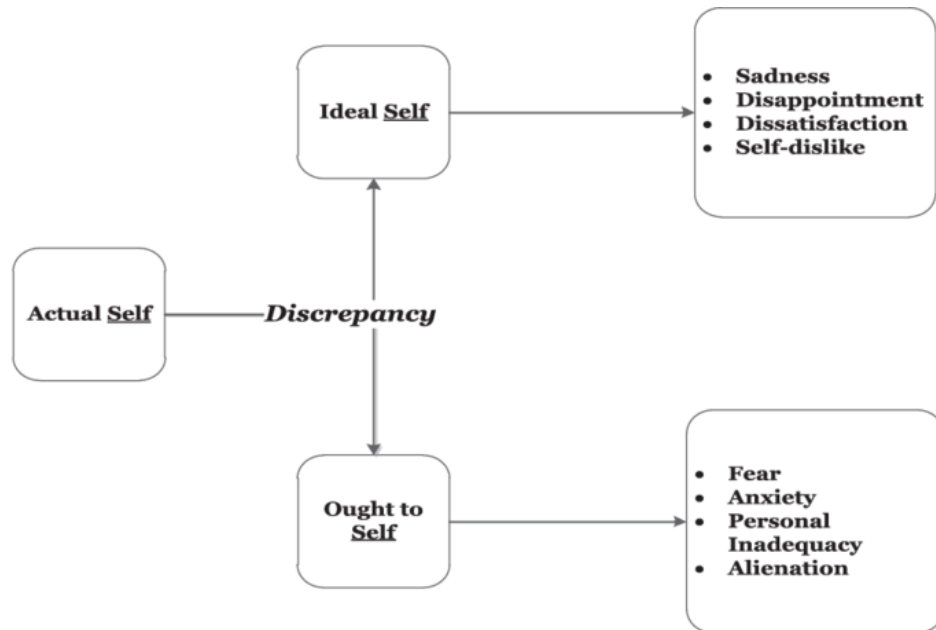 Ideal Self
• Sadness
• Disappointment
• Dissatisfaction
• Self-dislike
Actual Self
Discrepancy
Ought to
Self
• Fear
• Anxiety
• Personal
Inadequacy
• Alienation